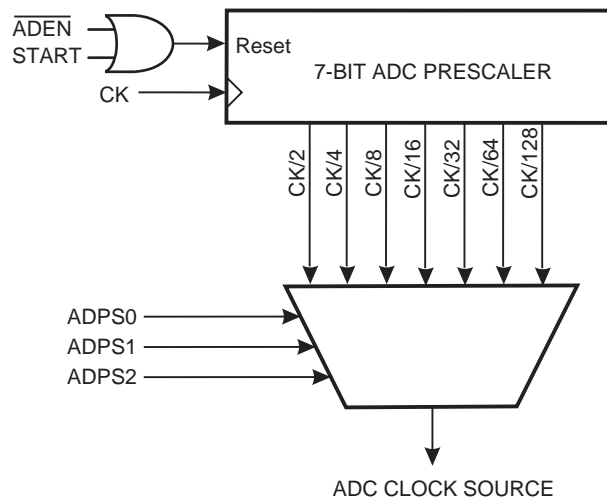 ADEN
START
Reset
7-BIT ADC PRESCALER
CK
CK/2
CK/4
CK/8
CK/16
CK/32
CK/64
CK/128
ADPS0
ADPS1
ADPS2
ADC CLOCK SOURCE